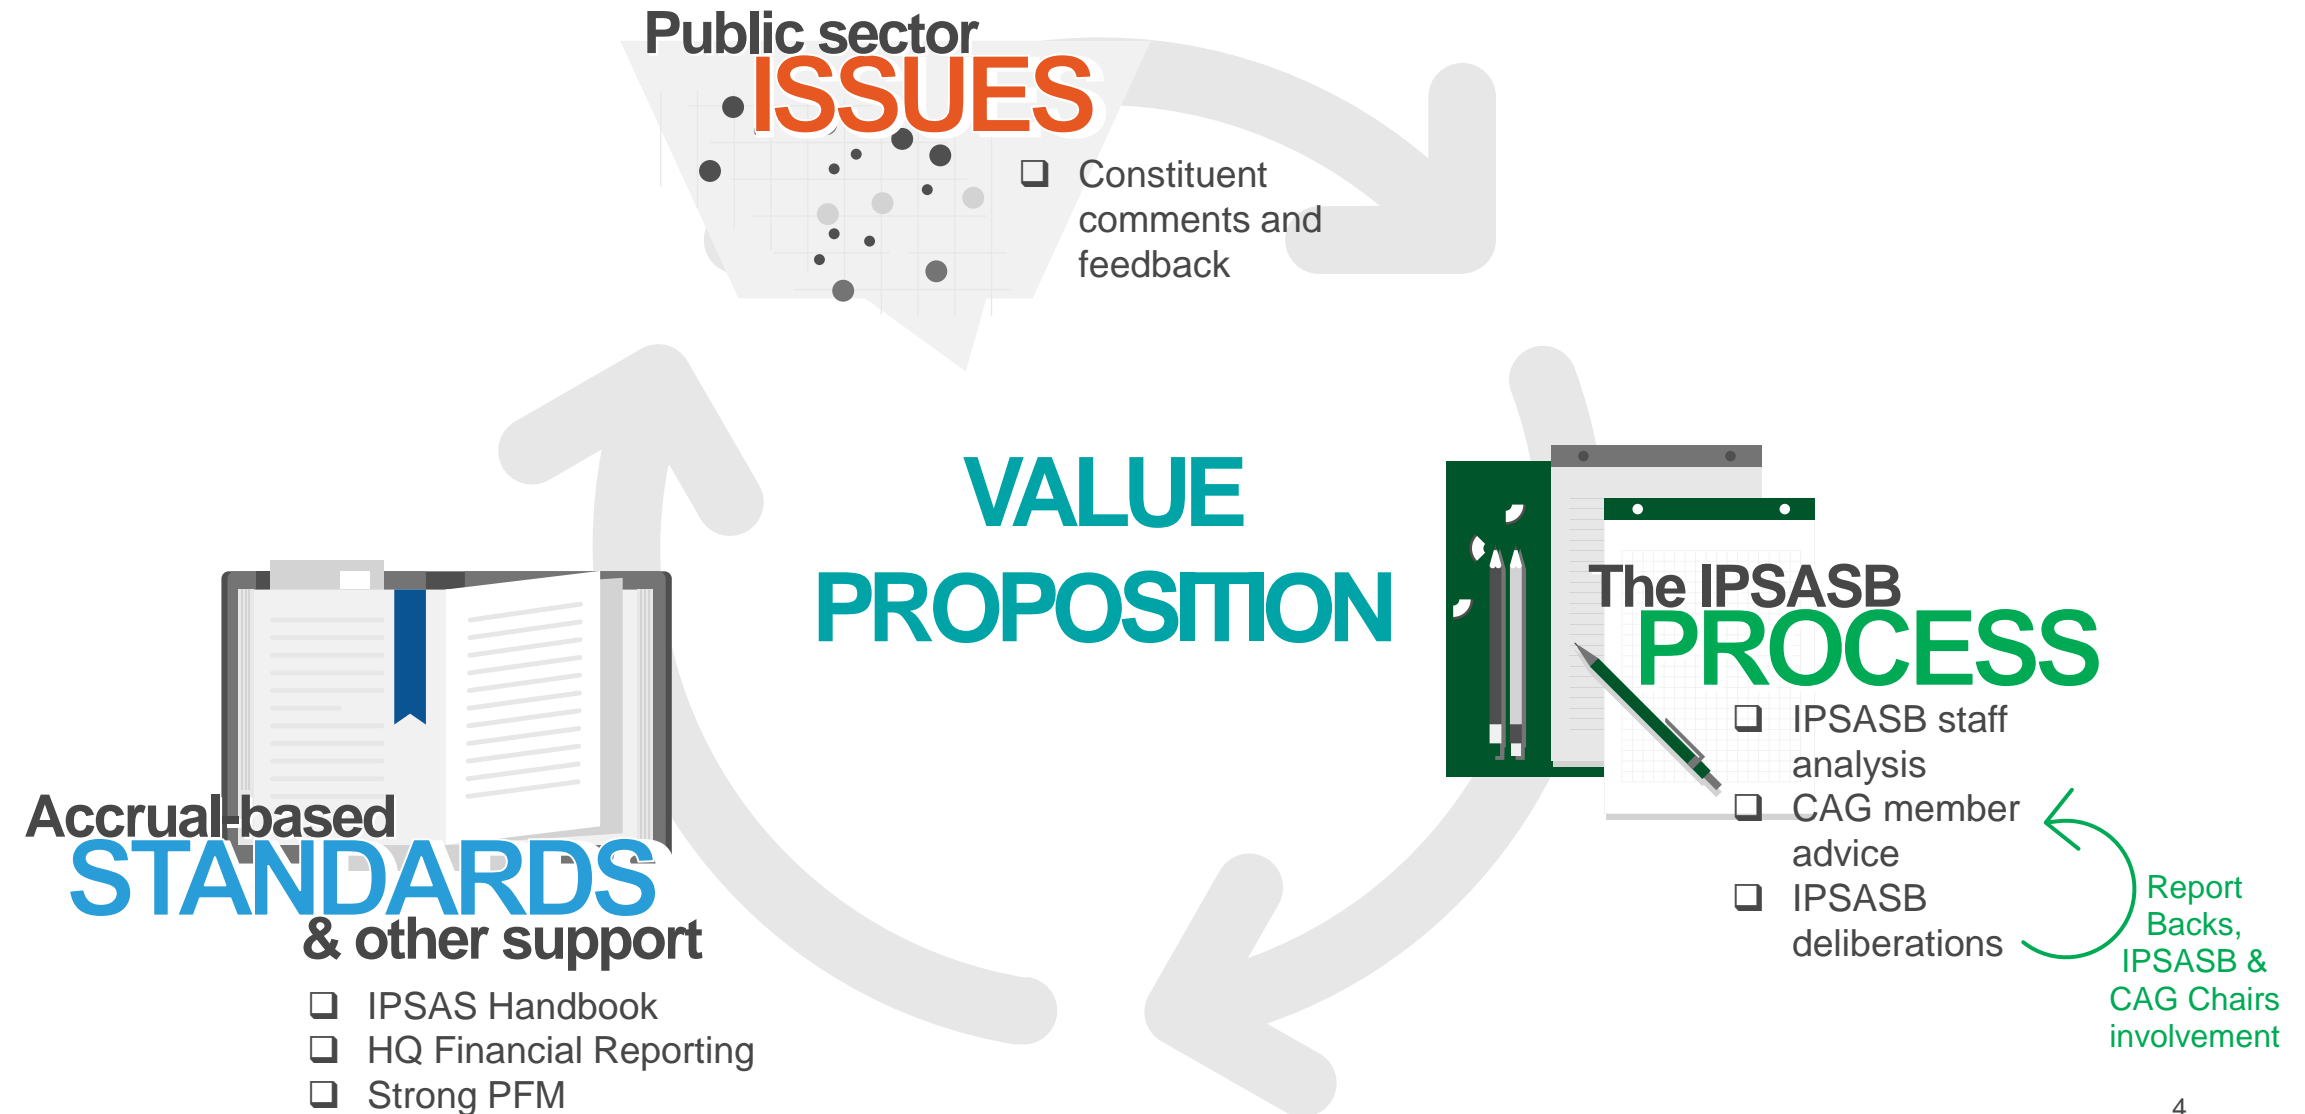 Public sector
ISSUES
❑ Constituent
comments and
feedback
VALUE
PROPOSITION
The IPSASB
PROCESS
❑ IPSASB staff
analysis
❑ CAG member
advice
❑ IPSASB
deliberations
Report
Backs,
IPSASB &
CAG Chairs
involvement
Accrual-based
STANDARDS
& other support
❑ IPSAS Handbook
❑ HQ Financial Reporting
❑ Strong PFM
4